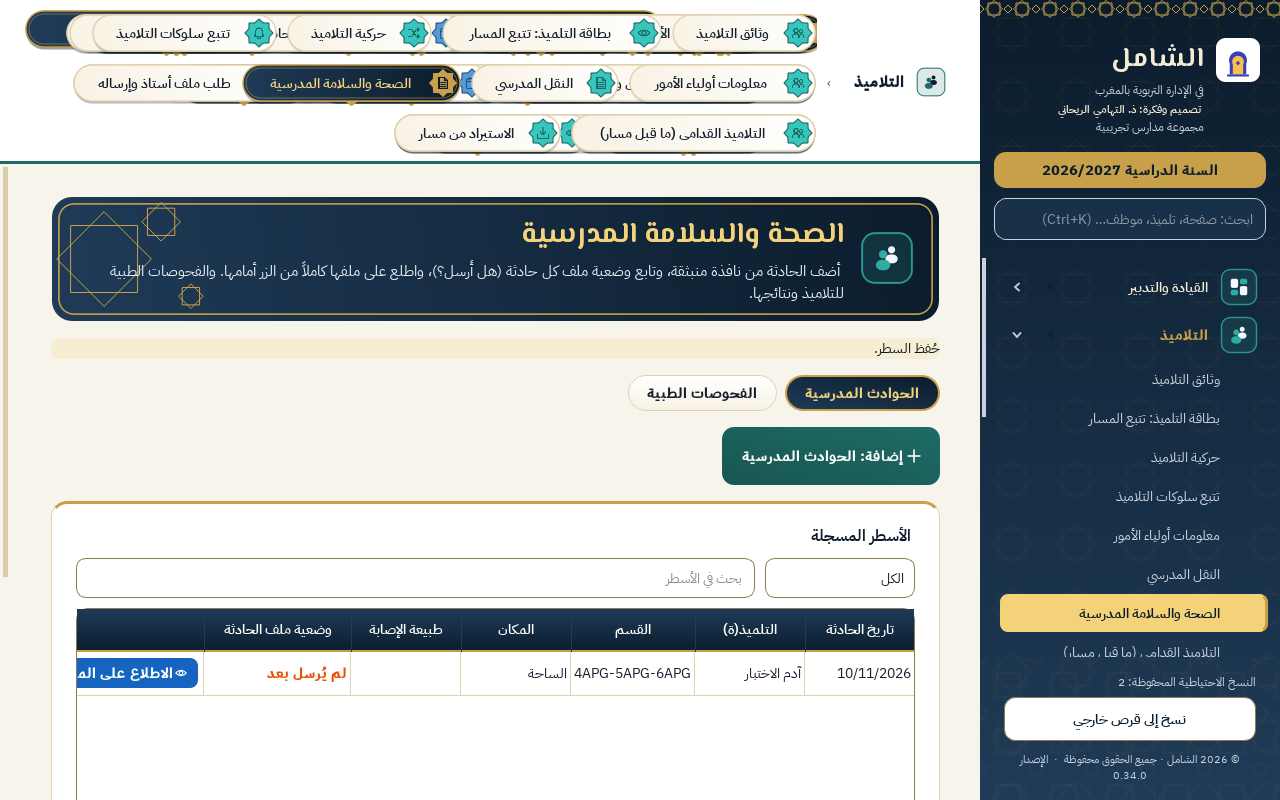 الشامل
في الإدارة التربوية بالمغرب
تصميم وفكرة: ذ. التهامي الريحاني
مجموعة مدارس تجريبية
السنة الدراسية 2026/2027
ابحث: صفحة، تلميذ، موظف... (Ctrl+K)
القيادة والتدبير
التلاميذ 9
وثائق التلاميذ
بطاقة التلميذ: تتبع المسار
حركية التلاميذ
تتبع سلوكات التلاميذ
معلومات أولياء الأمور
النقل المدرسي
الصحة والسلامة المدرسية
التلاميذ القدامى (ما قبل مسار)
النسخ الاحتياطية المحفوظة: 2
نسخ إلى قرص خارجي
© 2026 الشامل · جميع الحقوق محفوظة · الإصدار
0.34.0
التلاميذ ›
وثائق التلاميذ
بطاقة التلميذ: تتبع المسار
حركية التلاميذ
تتبع سلوكات التلاميذ
معلومات أولياء الأمور
النقل المدرسي
الصحة والسلامة المدرسية
طلب ملف أستاذ وإرساله
التلاميذ القدامى (ما قبل مسار)
الاستيراد من مسار
الصحة والسلامة المدرسية
أضف الحادثة من نافذة منبثقة، وتابع وضعية ملف كل حادثة (هل أُرسل؟)، واطلع على ملفها كاملاً من الزر أمامها. والفحوصات الطبية
للتلاميذ ونتائجها.
حُفظ السطر.
الحوادث المدرسية
الفحوصات الطبية
+ إضافة: الحوادث المدرسية
الأسطر المسجلة
الكل
بحث في الأسطر
تاريخ الحادثة التلميذ(ة) القسم المكان طبيعة الإصابة وضعية ملف الحادثة
10/11/2026 آدم الاختبار 4APG-5APG-6APG الساحة لم يُرسل بعد الاطلاع على